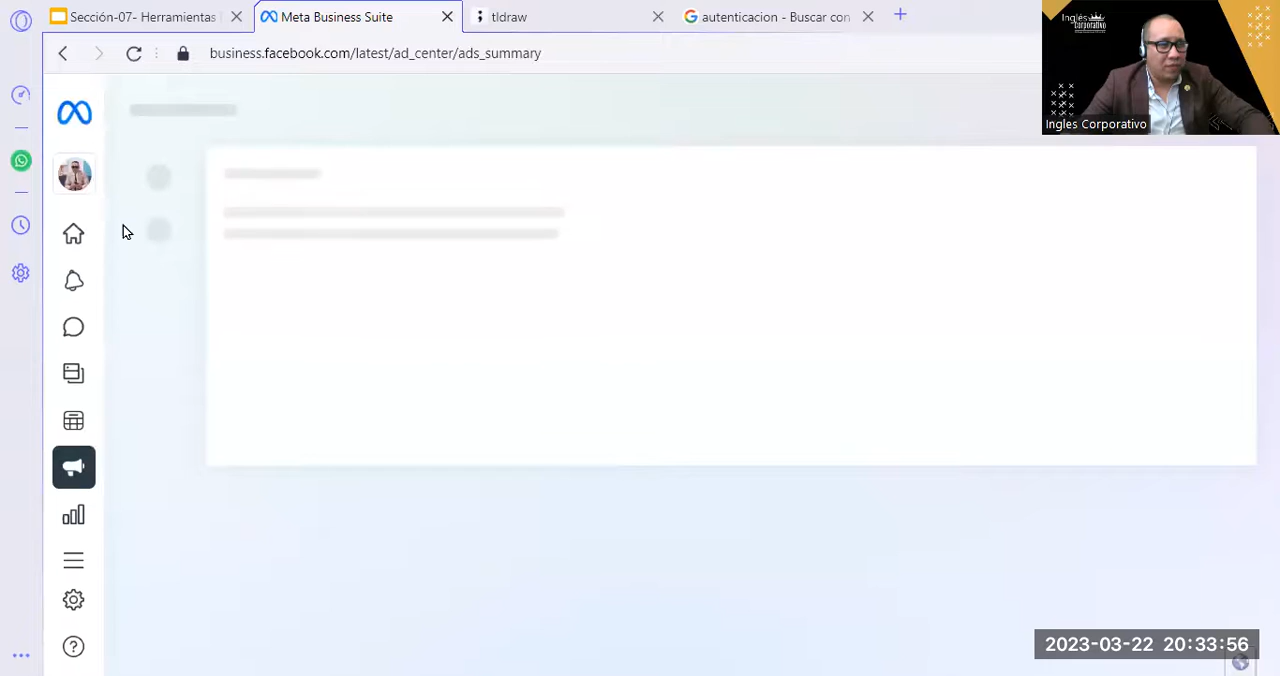 Sección-07- Herramientas
Meta Business Suite
tldraw
autenticacion - Buscar con
business.facebook.com/latest/ad_center/ads_summary
Inglés
Corporativo
Ingles Corporativo
2023-03-22 20:33:56